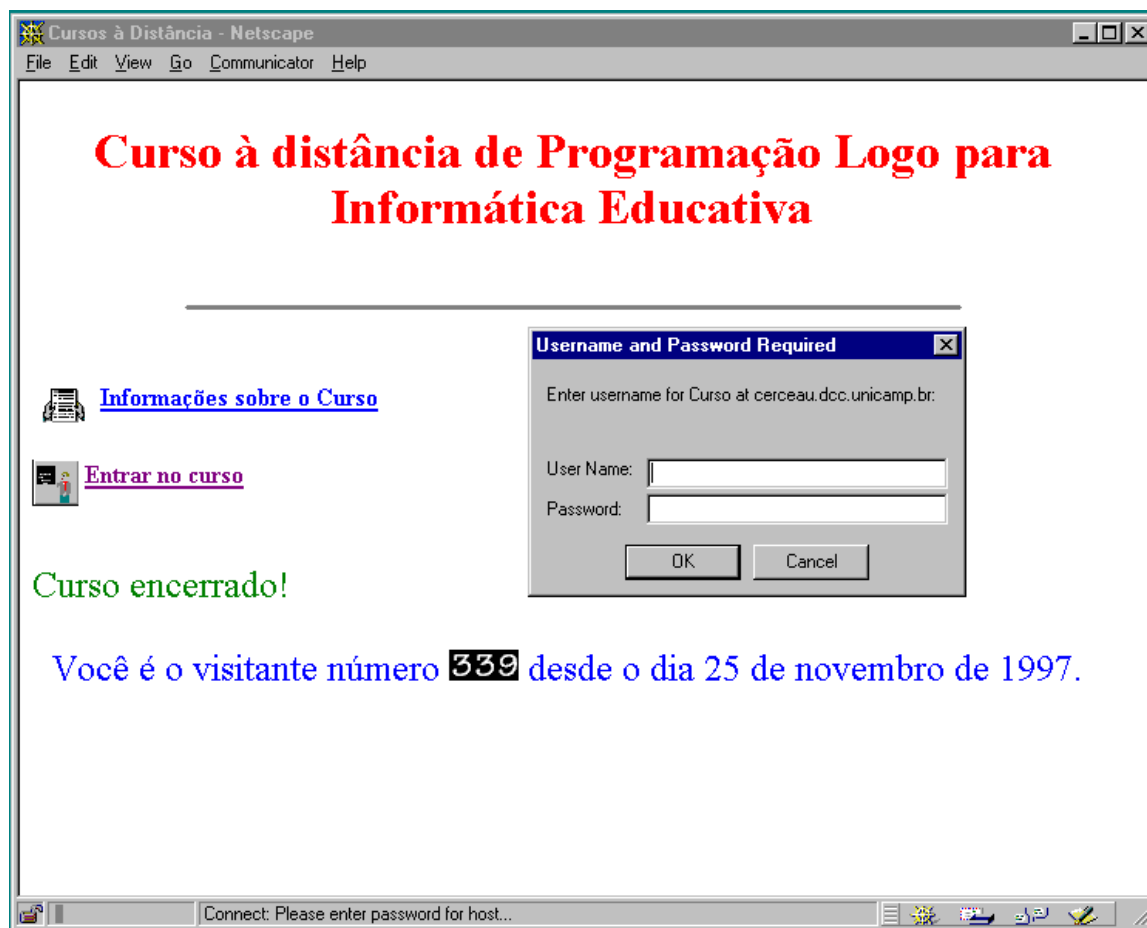 Cursos à Distância - Netscape
File Edit View Go Communicator Help
Curso à distância de Programação Logo para
Informática Educativa
Username and Password Required
Enter username for Curso at cerceau.dcc.unicamp.br:
Informações sobre o Curso
Entrar no curso
User Name:
Password:
OK Cancel
Curso encerrado!
Você é o visitante número 339 desde o dia 25 de novembro de 1997.
Connect: Please enter password for host...